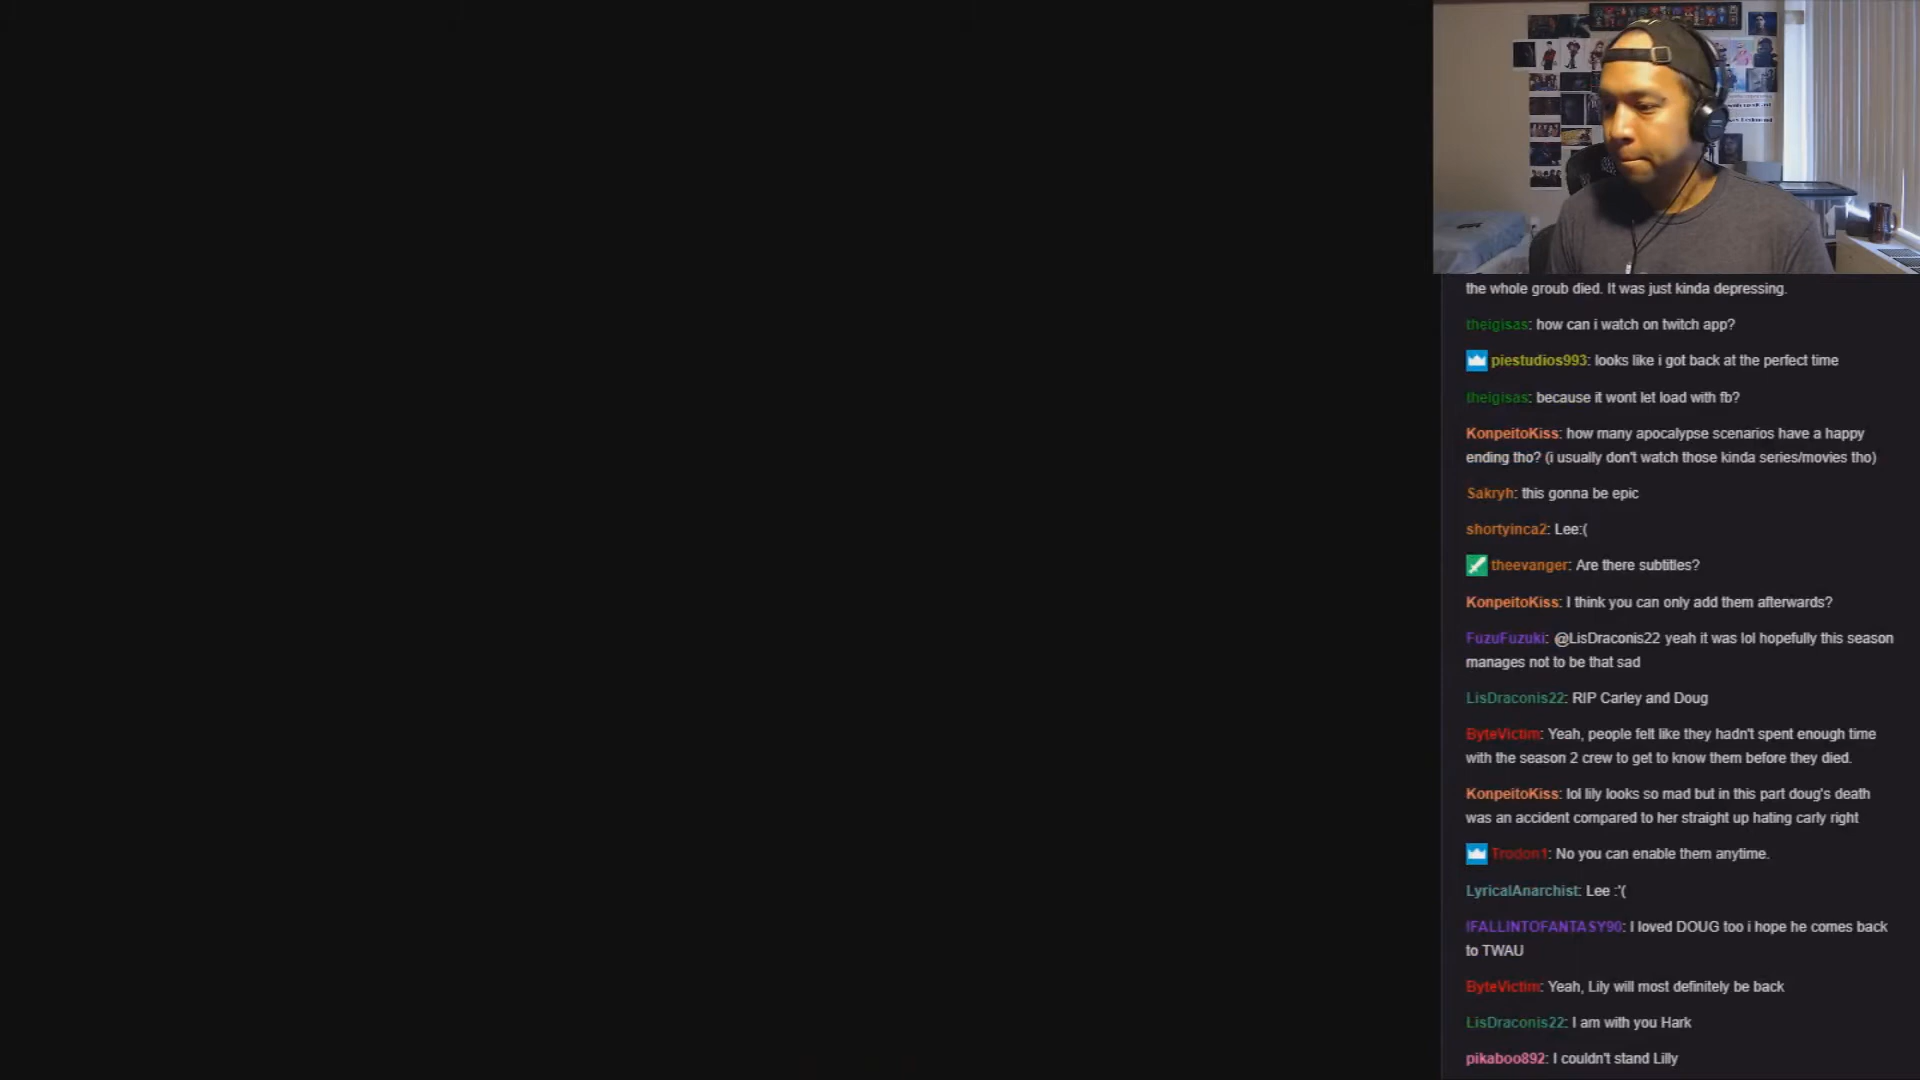 the whole groub died. It was just kinda depressing.
theigisas: how can i watch on twitch app?
piestudios993: looks like i got back at the perfect time
theigisas: because it wont let load with fb?
KonpeitoKiss: how many apocalypse scenarios have a happy
ending tho? (i usually don't watch those kinda series/movies tho)
Sakryh: this gonna be epic
shortyinca2: Lee:(
theevanger: Are there subtitles?
KonpeitoKiss: I think you can only add them afterwards?
FuzuFuzuki: @LisDraconis22 yeah it was lol hopefully this season
manages not to be that sad
LisDraconis22: RIP Carley and Doug
ByteVictim: Yeah, people felt like they hadn't spent enough time
with the season 2 crew to get to know them before they died.
KonpeitoKiss: lol lily looks so mad but in this part doug's death
was an accident compared to her straight up hating carly right
Trodon1: No you can enable them anytime.
LyricalAnarchist: Lee :'(
IFALLINTOFANTASY90: I loved DOUG too i hope he comes back
to TWAU
ByteVictim: Yeah, Lily will most definitely be back
LisDraconis22: I am with you Hark
pikaboo892: I couldn't stand Lilly